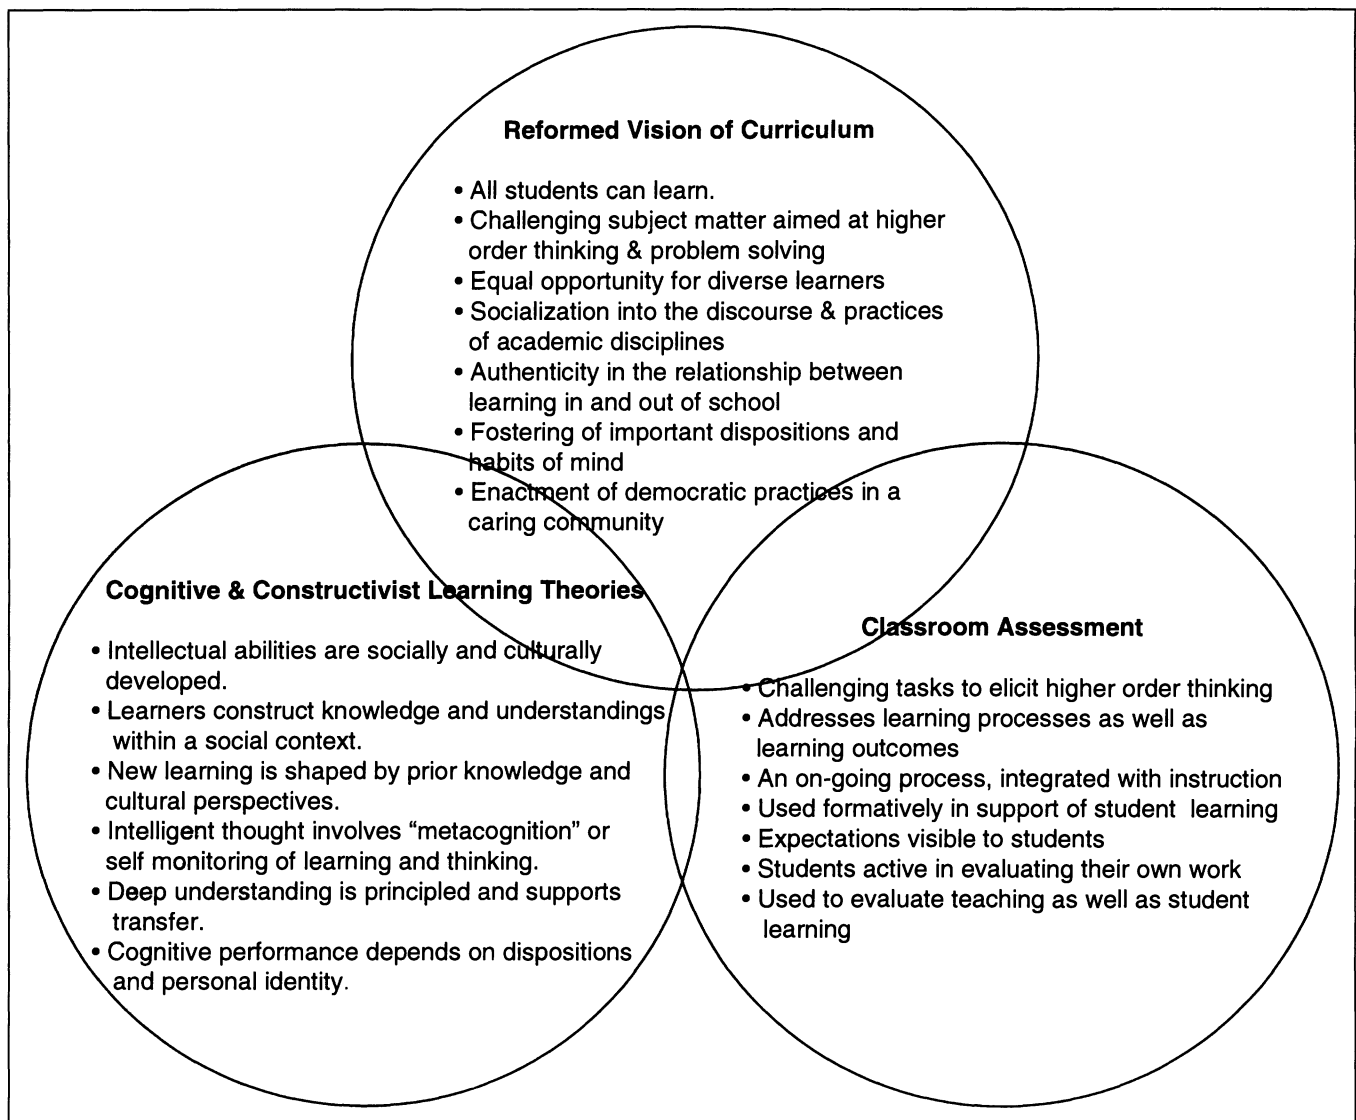 Reformed Vision of Curriculum
• All students can learn.
• Challenging subject matter aimed at higher
order thinking & problem solving
• Equal opportunity for diverse learners
• Socialization into the discourse & practices
of academic disciplines
• Authenticity in the relationship between
learning in and out of school
• Fostering of important dispositions and
habits of mind
• Enactment of democratic practices in a
caring community
Cognitive & Constructivist Learning Theories
• Intellectual abilities are socially and culturally
developed.
• Learners construct knowledge and understandings
within a social context.
• New learning is shaped by prior knowledge and
cultural perspectives.
• Intelligent thought involves “metacognition” or
self monitoring of learning and thinking.
• Deep understanding is principled and supports
transfer.
• Cognitive performance depends on dispositions
and personal identity.
Classroom Assessment
• Challenging tasks to elicit higher order thinking
• Addresses learning processes as well as
learning outcomes
• An on-going process, integrated with instruction
• Used formatively in support of student learning
• Expectations visible to students
• Students active in evaluating their own work
• Used to evaluate teaching as well as student
learning